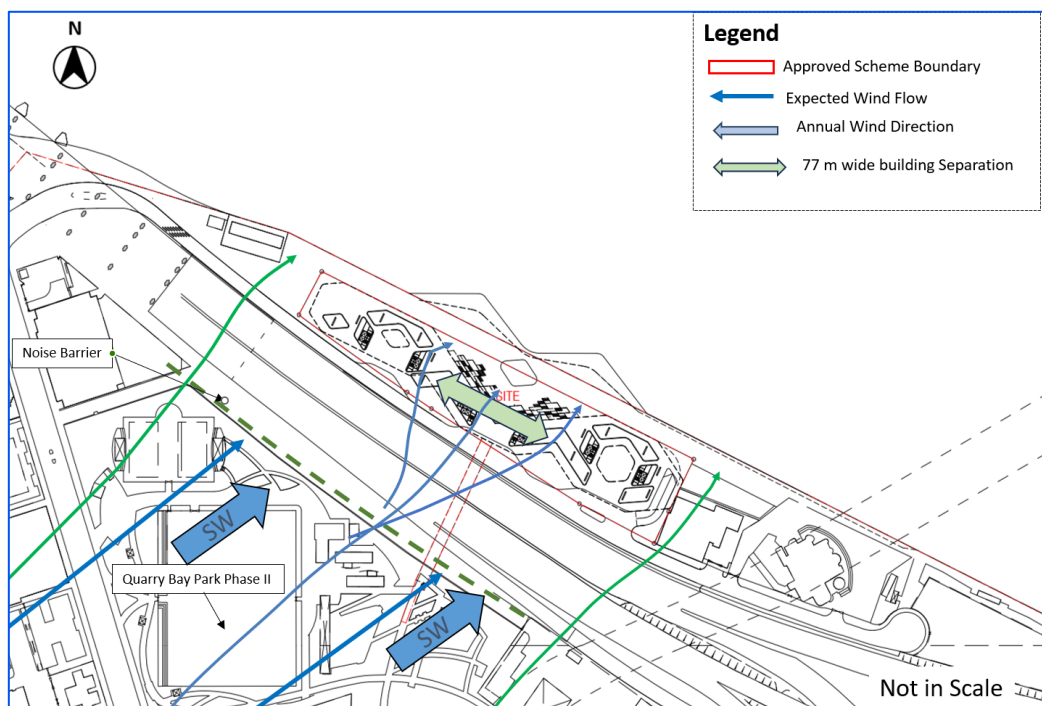 N
Legend
Approved Scheme Boundary
Expected Wind Flow
Annual Wind Direction
77 m wide building Separation
Noise Barrier
SITE
SW
Quarry Bay Park Phase II
SW
Not in Scale